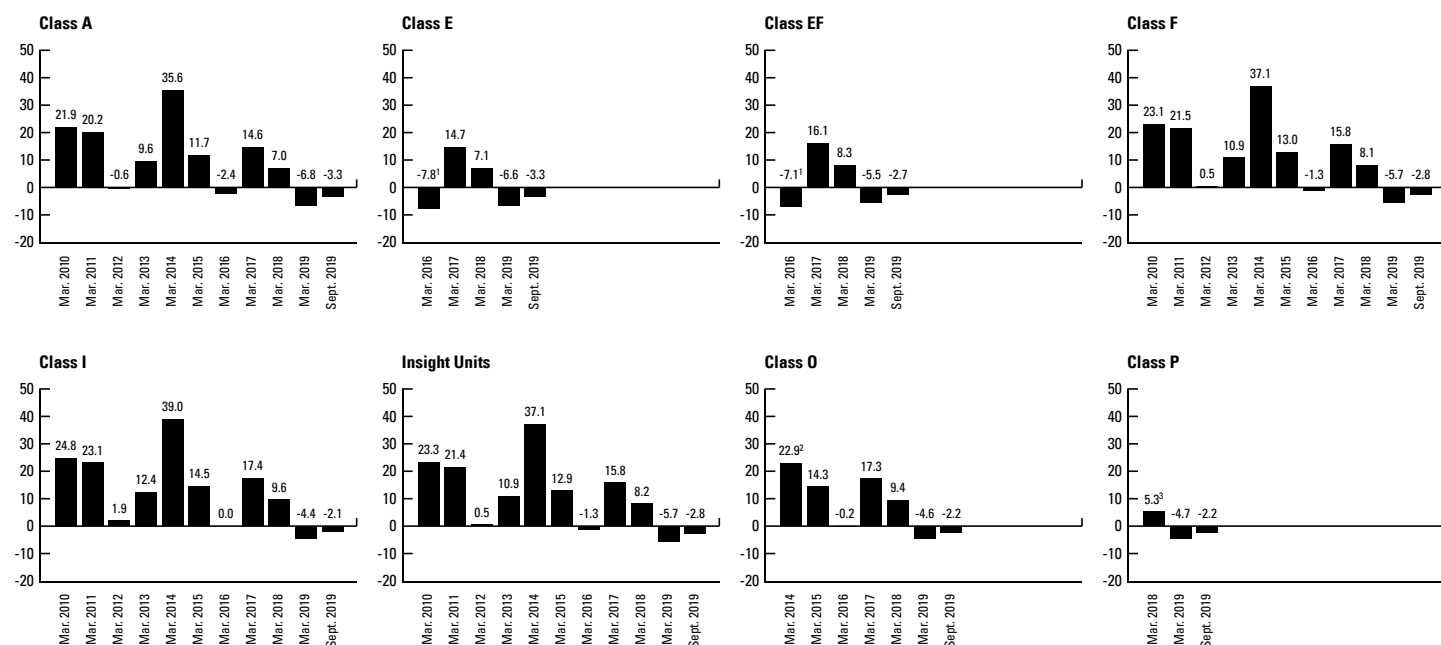 Class A
50
40
30
20
10
0
-10
-20
21.9
20.2
-0.6
9.6
35.6
11.7
-2.4
14.6
7.0
-6.8
-3.3
Mar. 2010
Mar. 2011
Mar. 2012
Mar. 2013
Mar. 2014
Mar. 2015
Mar. 2016
Mar. 2017
Mar. 2018
Mar. 2019
Sept. 2019
Class E
50
40
30
20
10
0
-10
-20
-7.8¹
14.7
7.1
-6.6
-3.3
Mar. 2016
Mar. 2017
Mar. 2018
Mar. 2019
Sept. 2019
Class EF
50
40
30
20
10
0
-10
-20
-7.1¹
16.1
8.3
-5.5
-2.7
Mar. 2016
Mar. 2017
Mar. 2018
Mar. 2019
Sept. 2019
Class F
50
40
30
20
10
0
-10
-20
23.1
21.5
0.5
10.9
37.1
13.0
-1.3
15.8
8.1
-5.7
-2.8
Mar. 2010
Mar. 2011
Mar. 2012
Mar. 2013
Mar. 2014
Mar. 2015
Mar. 2016
Mar. 2017
Mar. 2018
Mar. 2019
Sept. 2019
Class I
50
40
30
20
10
0
-10
-20
24.8
23.1
1.9
12.4
39.0
14.5
0.0
17.4
9.6
-4.4
-2.1
Mar. 2010
Mar. 2011
Mar. 2012
Mar. 2013
Mar. 2014
Mar. 2015
Mar. 2016
Mar. 2017
Mar. 2018
Mar. 2019
Sept. 2019
Insight Units
50
40
30
20
10
0
-10
-20
23.3
21.4
0.5
10.9
37.1
12.9
-1.3
15.8
8.2
-5.7
-2.8
Mar. 2010
Mar. 2011
Mar. 2012
Mar. 2013
Mar. 2014
Mar. 2015
Mar. 2016
Mar. 2017
Mar. 2018
Mar. 2019
Sept. 2019
Class O
50
40
30
20
10
0
-10
-20
22.9²
14.3
-0.2
17.3
9.4
-4.6
-2.2
Mar. 2014
Mar. 2015
Mar. 2016
Mar. 2017
Mar. 2018
Mar. 2019
Sept. 2019
Class P
50
40
30
20
10
0
-10
-20
5.3³
-4.7
-2.2
Mar. 2018
Mar. 2019
Sept. 2019